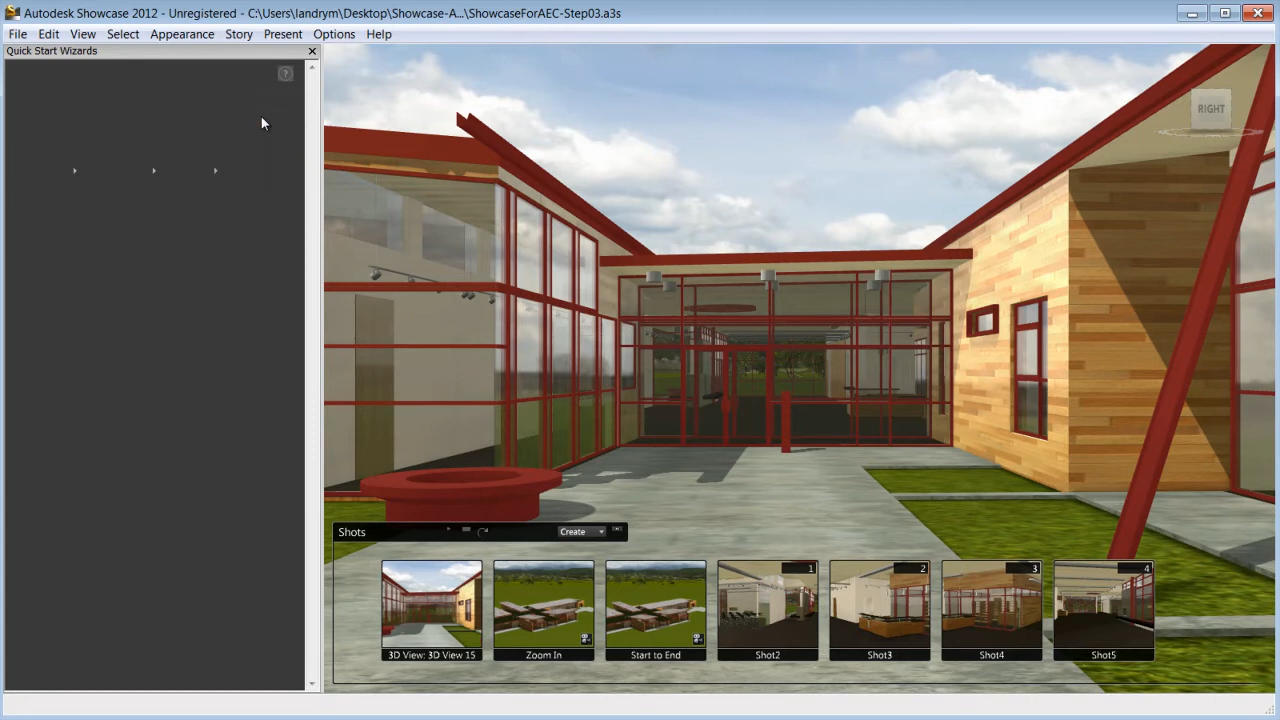 Autodesk Showcase 2012 - Unregistered - C:\Users\landrym\Desktop\Showcase-A...\ShowcaseForAEC-Step03.a3s
File Edit View Select Appearance Story Present Options Help
Quick Start Wizards
?
RIGHT
Shots Create
1 2 3 4
3D View: 3D View 15 Zoom In Start to End Shot2 Shot3 Shot4 Shot5